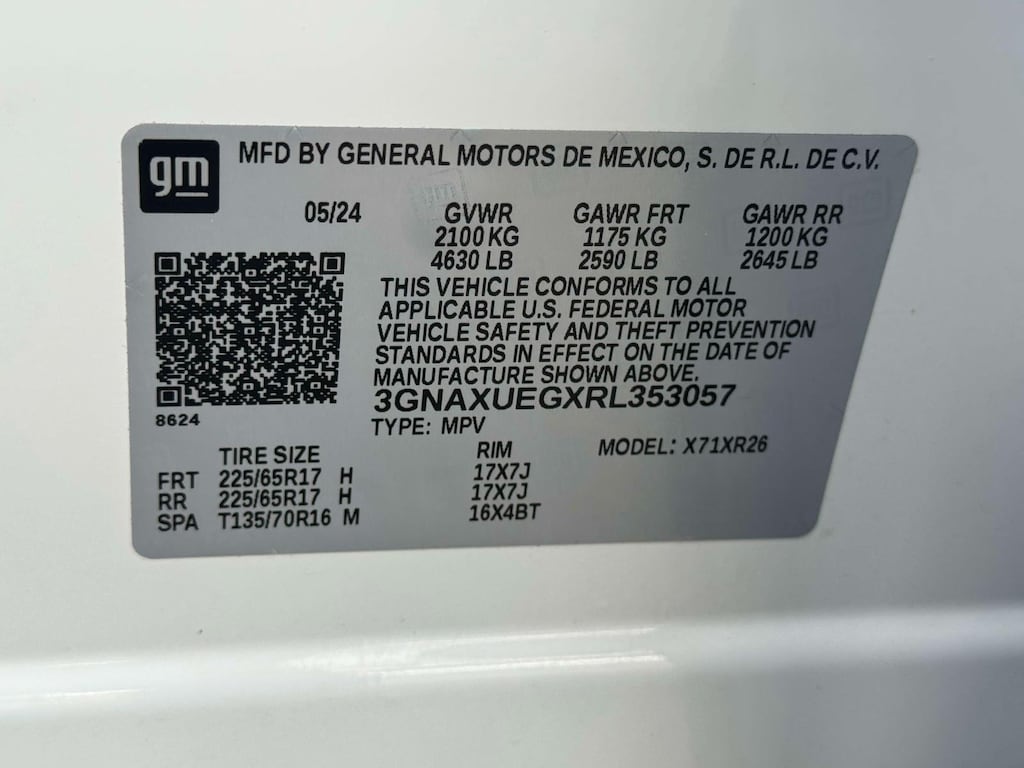 gm
MFD BY GENERAL MOTORS DE MEXICO, S. DE R.L. DE C.V.
05/24 GVWR GAWR FRT GAWR RR
2100 KG 1175 KG 1200 KG
4630 LB 2590 LB 2645 LB
THIS VEHICLE CONFORMS TO ALL
APPLICABLE U.S. FEDERAL MOTOR
VEHICLE SAFETY AND THEFT PREVENTION
STANDARDS IN EFFECT ON THE DATE OF
MANUFACTURE SHOWN ABOVE.
3GNAXUEGXRL353057
8624
TYPE: MPV
TIRE SIZE RIM MODEL: X71XR26
FRT 225/65R17 H 17X7J
RR 225/65R17 H 17X7J
SPA T135/70R16 M 16X4BT